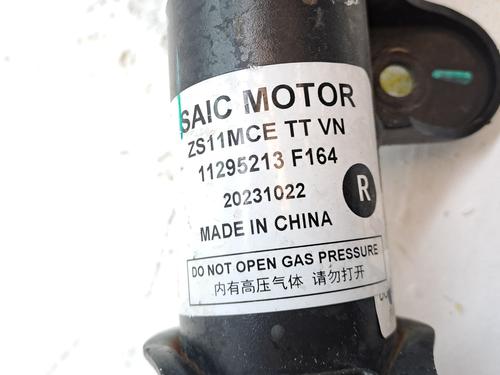 SAIC MOTOR
ZS11MCE TT VN
11295213 F164
20231022
R
MADE IN CHINA
DO NOT OPEN GAS PRESSURE
内有高压气体 请勿打开